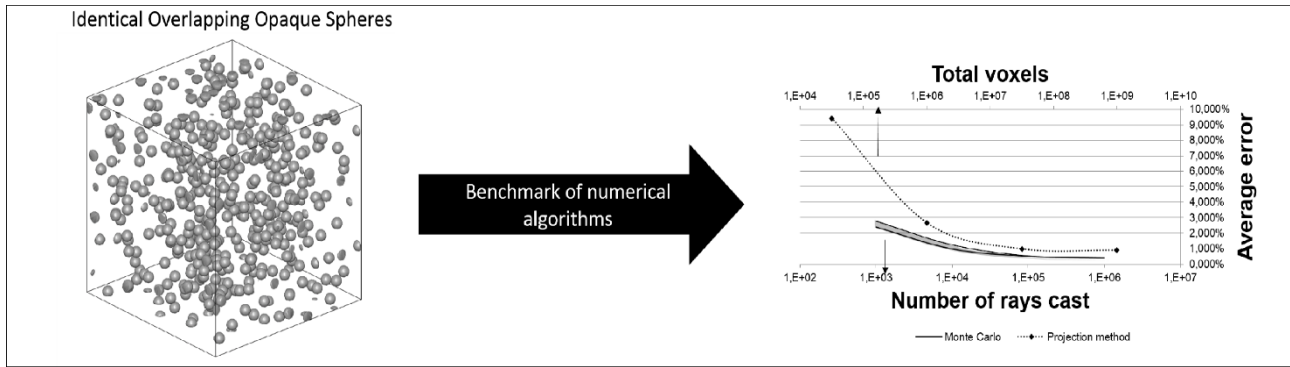 Identical Overlapping Opaque Spheres
Benchmark of numerical
algorithms
Total voxels
1,E+04 1,E+05 1,E+06 1,E+07 1,E+08 1,E+09 1,E+10
10,000%
9,000%
8,000%
7,000%
6,000%
5,000%
4,000%
3,000%
2,000%
1,000%
0,000%
Average error
1,E+02 1,E+03 1,E+04 1,E+05 1,E+06 1,E+07
Number of rays cast
Monte Carlo Projection method